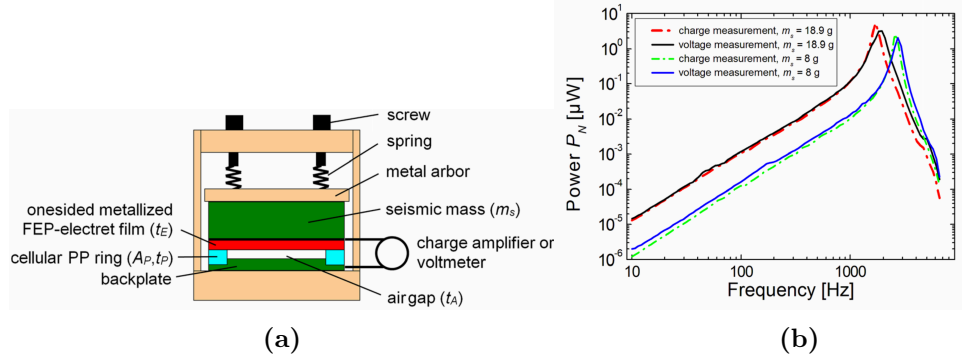 screw
spring
metal arbor
onesided metallized
FEP-electret film (t_E)
seismic mass (m_s)
cellular PP ring (A_P,t_P)
charge amplifier or
voltmeter
backplate
air gap (t_A)
(a)
10^1
10^0
10^-1
10^-2
10^-3
10^-4
10^-5
10^-6
Power P_N [µW]
charge measurement, m_s = 18.9 g
voltage measurement, m_s = 18.9 g
charge measurement, m_s = 8 g
voltage measurement, m_s = 8 g
10 100 1000
Frequency [Hz]
(b)